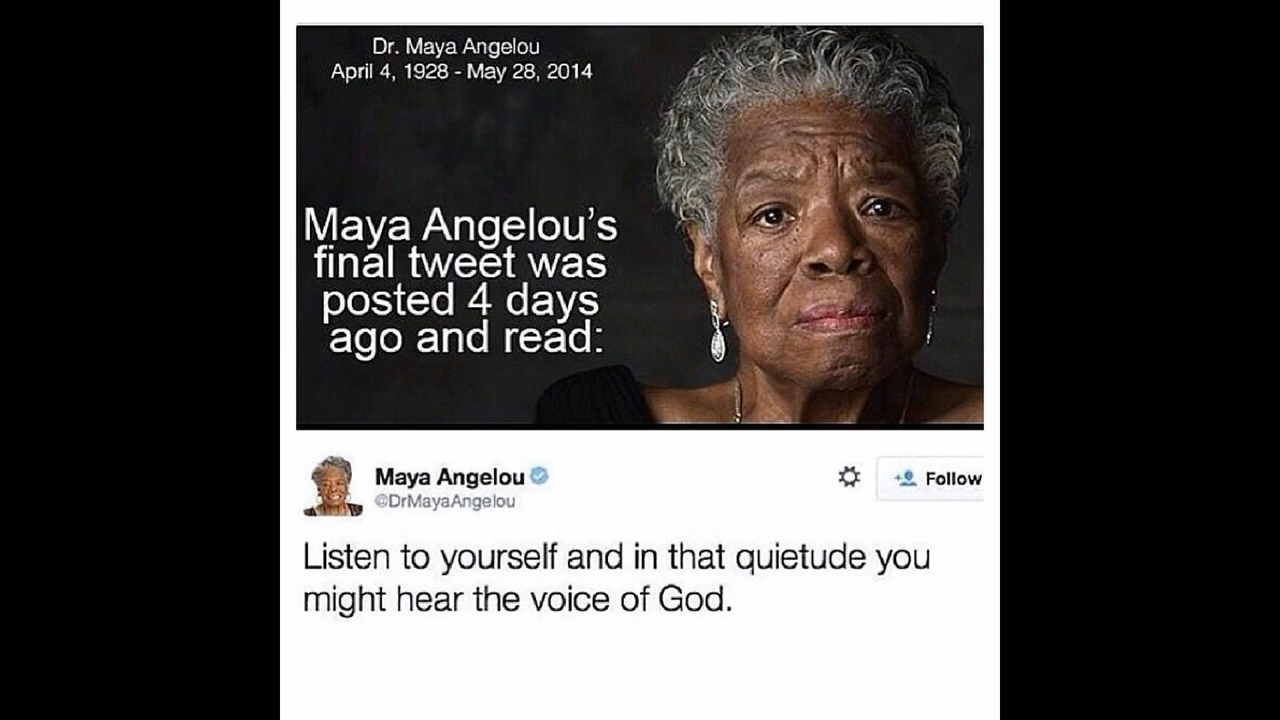 Dr. Maya Angelou
April 4, 1928 - May 28, 2014
Maya Angelou’s
final tweet was
posted 4 days
ago and read:
Maya Angelou
@DrMayaAngelou
Follow
Listen to yourself and in that quietude you
might hear the voice of God.